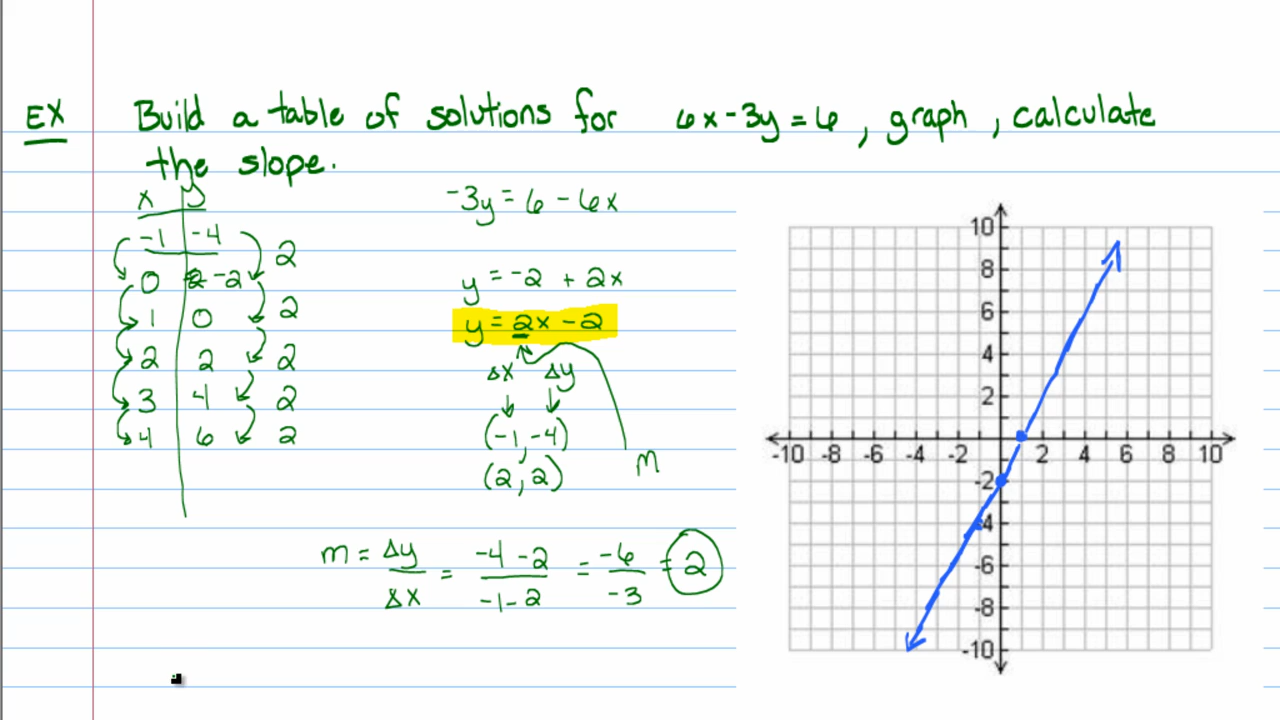 EX Build a table of solutions for 6x-3y=6, graph, calculate
the slope.
x y
-1 -4
0 -2
1 0
2 2
3 4
4 6
2
2
2
2
2
-3y = 6 - 6x
y = -2 + 2x
y = 2x - 2
Δx Δy
(-1, -4)
(2, 2)
m
m = Δy/Δx = -4-2/-1-2 = -6/-3 = 2
10
8
6
4
2
-10 -8 -6 -4 -2 2 4 6 8 10
-2
-4
-6
-8
-10